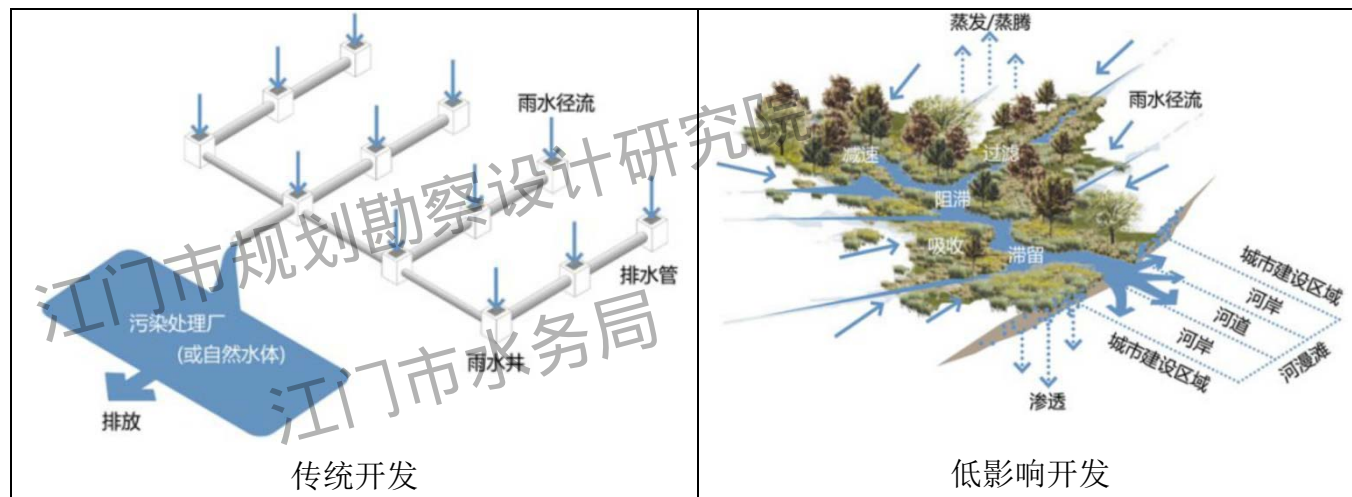 雨水径流
排水管
雨水井
污染处理厂
(或自然水体)
排放
传统开发
蒸发/蒸腾
雨水径流
减速
过滤
阻滞
吸收
滞留
城市建设区域
河岸
河道
河岸
城市建设区域
河漫滩
渗透
低影响开发
江门市规划勘察设计研究院
江门市水务局